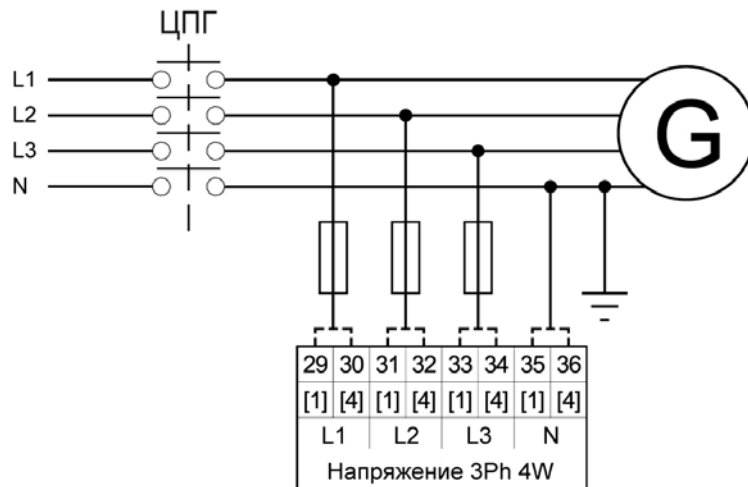 ЦПГ
L1
L2
L3
N
G
29 30 31 32 33 34 35 36
[1] [4] [1] [4] [1] [4] [1] [4]
L1 L2 L3 N
Напряжение 3Ph 4W